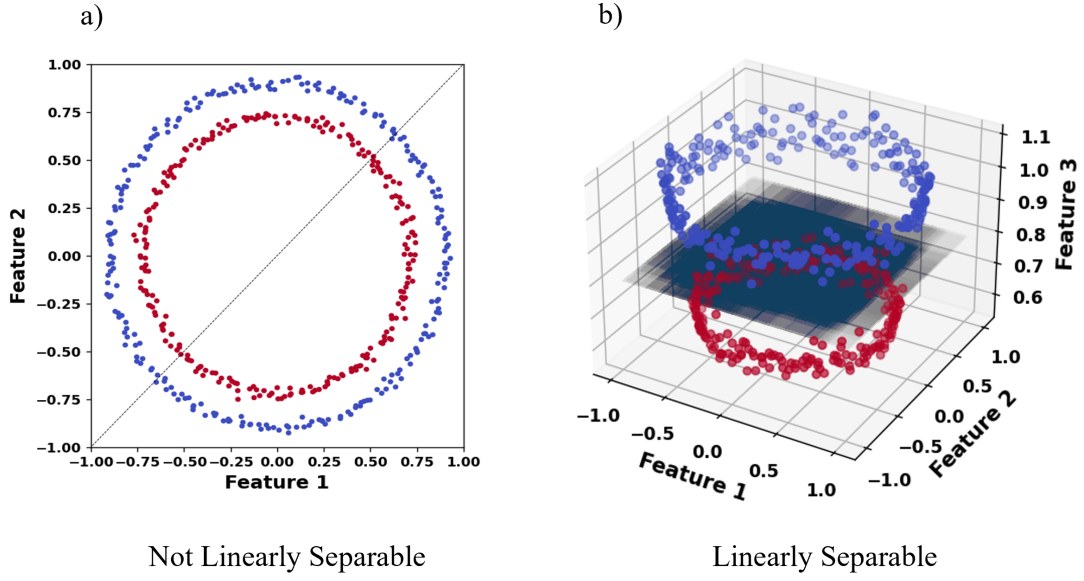 a)
b)
1.00
0.75
0.50
0.25
0.00
−0.25
−0.50
−0.75
−1.00
Feature 2
−1.00 −0.75 −0.50 −0.25 0.00 0.25 0.50 0.75 1.00
Feature 1
1.1
1.0
0.9
0.8
0.7
0.6
Feature 3
1.0
0.5
0.0
−0.5
−1.0
Feature 2
−1.0
−0.5
0.0
0.5
1.0
Feature 1
Not Linearly Separable
Linearly Separable